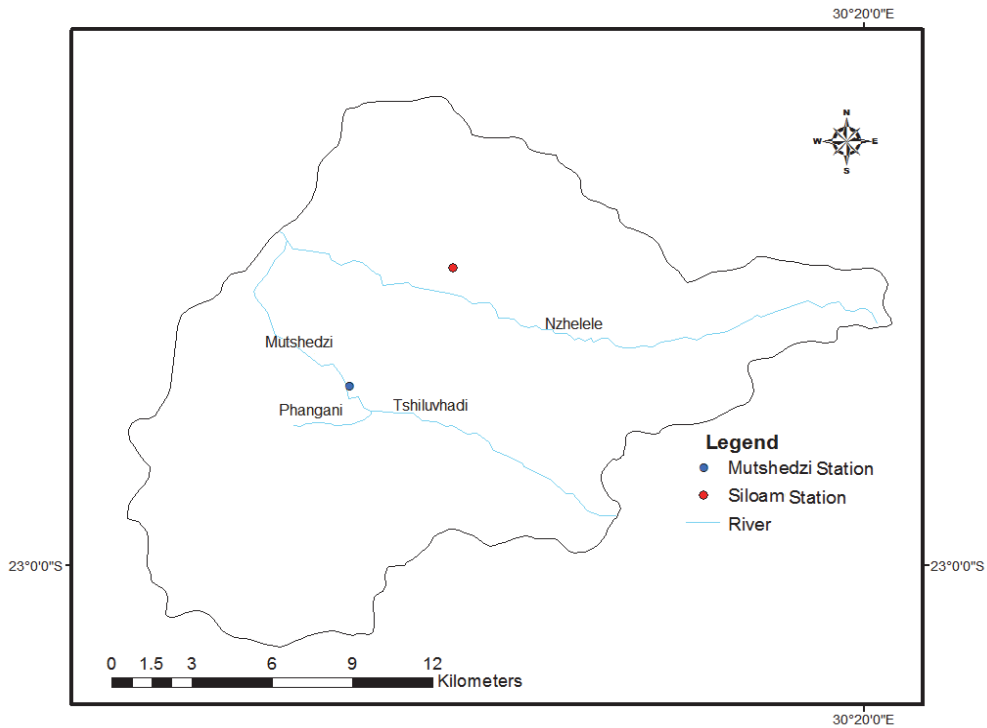 30°20'0"E
N
W E
S
Nzhelele
Mutshedzi
Phangani Tshiluvhadi
Legend
Mutshedzi Station
Siloam Station
River
23°0'0"S 23°0'0"S
0 1.5 3 6 9 12
Kilometers
30°20'0"E